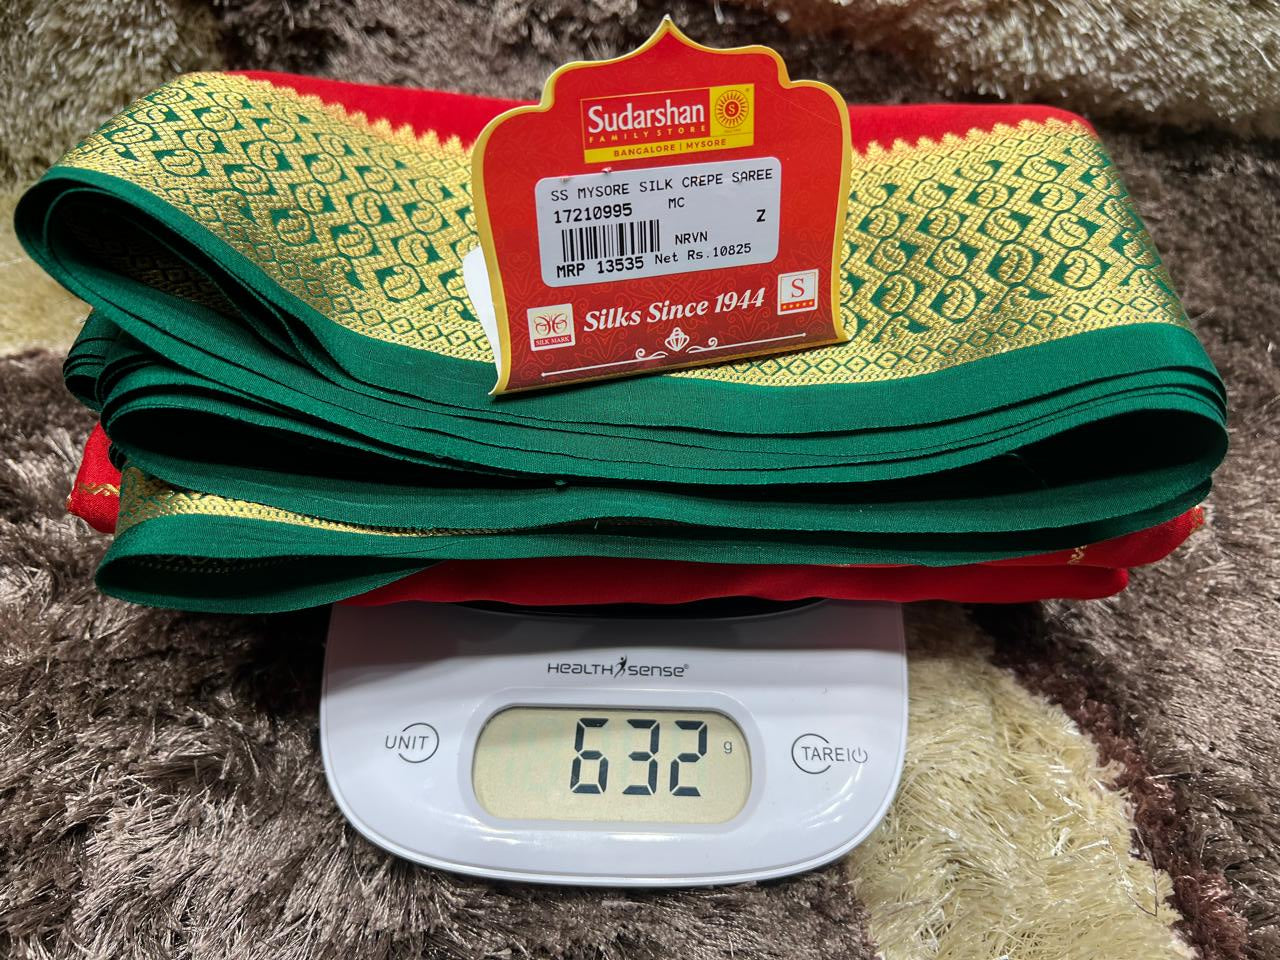 Sudarshan
FAMILY STORE
BANGALORE | MYSORE
SS MYSORE SILK CREPE SAREE
17210995 MC
Z
NRVN
MRP 13535 Net Rs.10825
SILK MARK
Silks Since 1944
S
HEALTH SENSE®
UNIT
632 g
TARE|